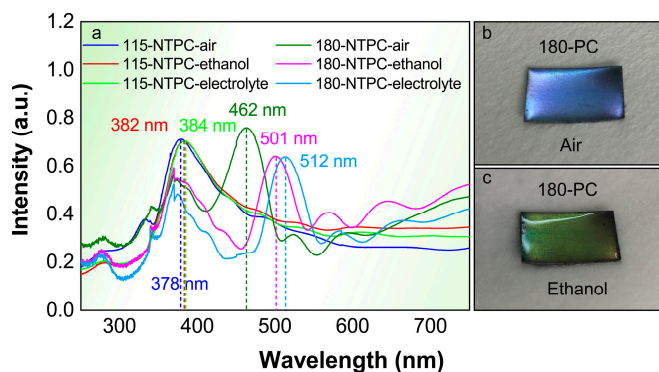 a
115-NTPC-air
115-NTPC-ethanol
115-NTPC-electrolyte
180-NTPC-air
180-NTPC-ethanol
180-NTPC-electrolyte
382 nm
384 nm
462 nm
501 nm
512 nm
378 nm
Intensity (a.u.)
1.2
1.0
0.8
0.6
0.4
0.2
0.0
300 400 500 600 700
Wavelength (nm)
b
180-PC
Air
c
180-PC
Ethanol